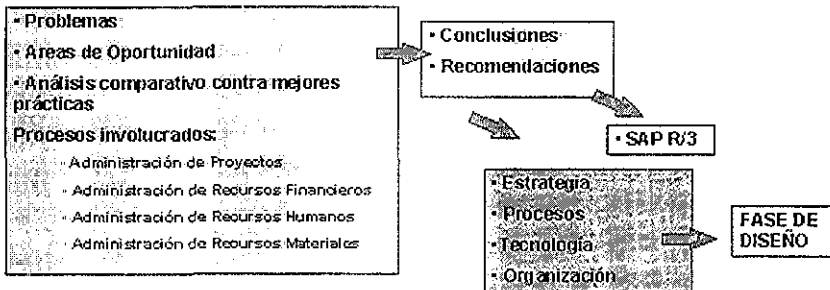 · Problemas
· Areas de Oportunidad
· Análisis comparativo contra mejores
prácticas
Procesos involucrados:
· Administración de Proyectos
· Administración de Recursos Financieros
· Administración de Recursos Humanos
· Administración de Recursos Materiales
· Conclusiones
· Recomendaciones
· SAP R/3
· Estrategia
· Procesos
· Tecnología
· Organización
FASE DE
DISEÑO